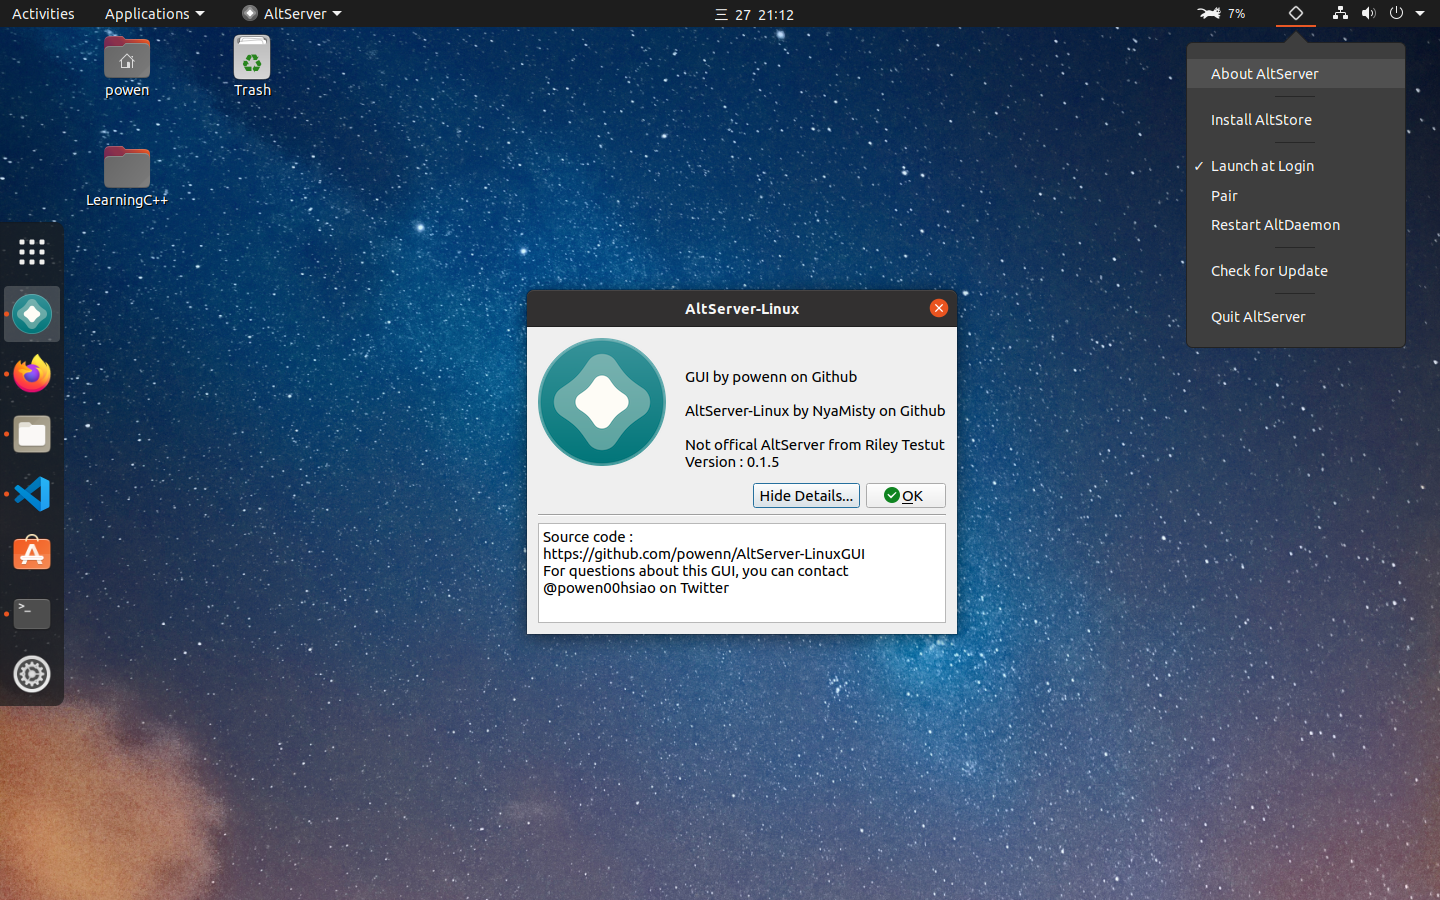 Activities
Applications
AltServer
三 27 21:12
7%
powen
Trash
LearningC++
About AltServer
Install AltStore
✓ Launch at Login
Pair
Restart AltDaemon
Check for Update
Quit AltServer
AltServer-Linux
GUI by powenn on Github
AltServer-Linux by NyaMisty on Github
Not offical AltServer from Riley Testut
Version : 0.1.5
Hide Details...
OK
Source code :
https://github.com/powenn/AltServer-LinuxGUI
For questions about this GUI, you can contact
@powen00hsiao on Twitter